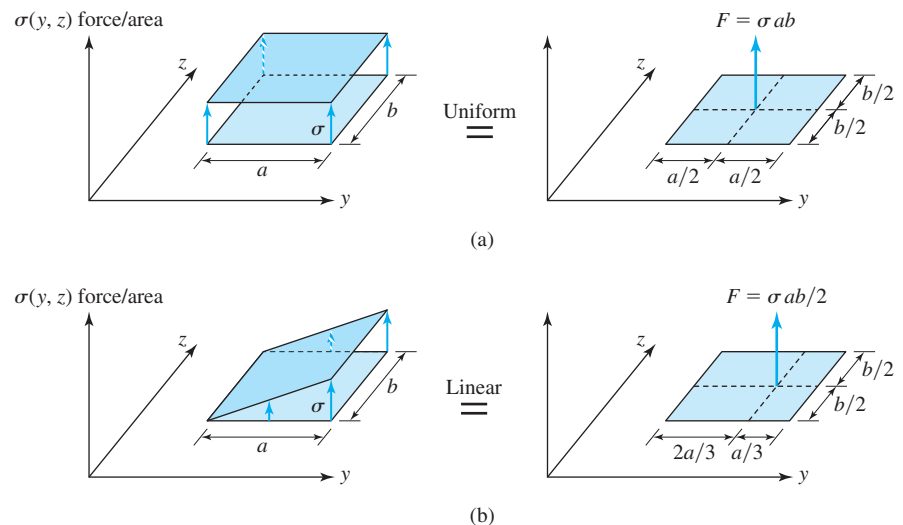 σ(y, z) force/area
F = σ ab
z
σ
b
a
y
Uniform
=
z
b/2
b/2
a/2
a/2
y
(a)
σ(y, z) force/area
F = σ ab/2
z
σ
b
a
y
Linear
=
z
b/2
b/2
2a/3
a/3
y
(b)